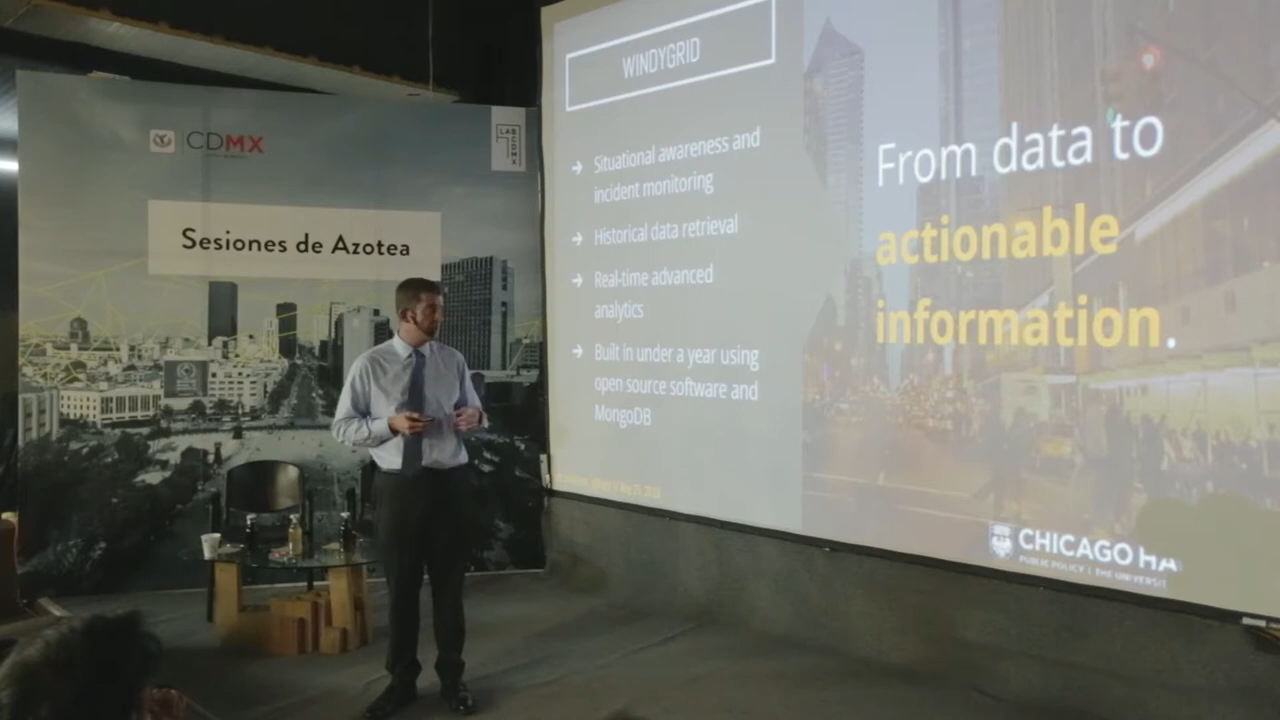 CDMX
LAB
CDMX
Sesiones de Azotea
WINDYGRID
→ Situational awareness and
incident monitoring
→ Historical data retrieval
→ Real-time advanced
analytics
→ Built in under a year using
open source software and
MongoDB
From data to
actionable
information.
CHICAGO HA
PUBLIC POLICY | THE UNIVERSIT